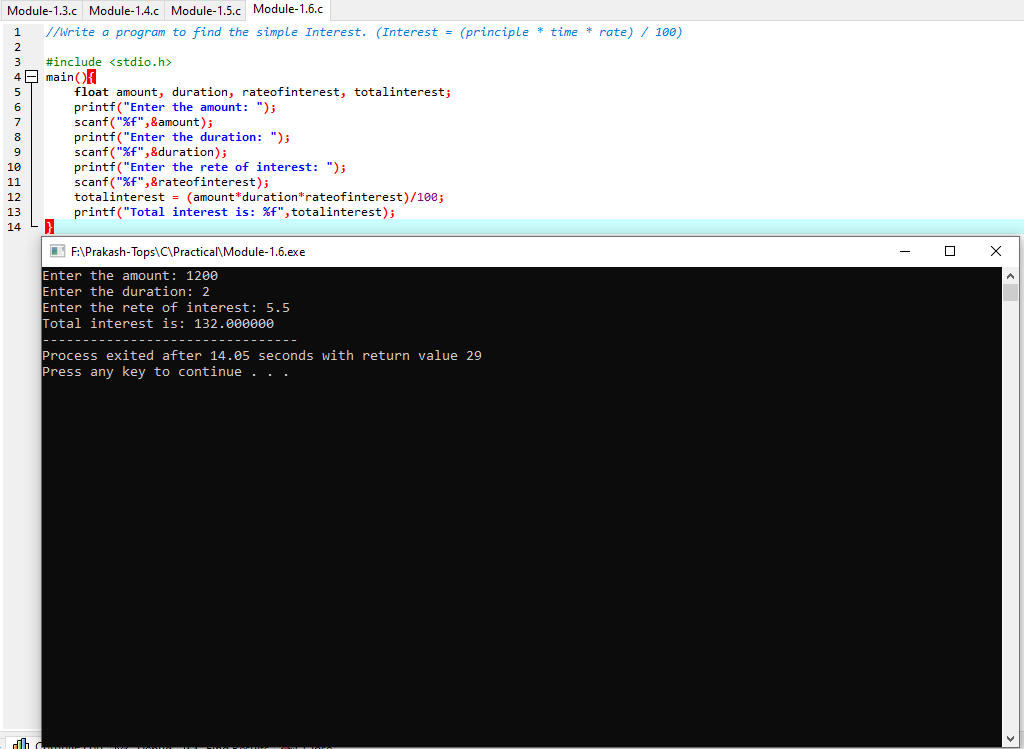 Module-1.3.c Module-1.4.c Module-1.5.c Module-1.6.c
1 //Write a program to find the simple Interest. (Interest = (principle * time * rate) / 100)
2
3 #include <stdio.h>
4 main(){
5 float amount, duration, rateofinterest, totalinterest;
6 printf("Enter the amount: ");
7 scanf("%f",&amount);
8 printf("Enter the duration: ");
9 scanf("%f",&duration);
10 printf("Enter the rete of interest: ");
11 scanf("%f",&rateofinterest);
12 totalinterest = (amount*duration*rateofinterest)/100;
13 printf("Total interest is: %f",totalinterest);
14 }
F:\Prakash-Tops\C\Practical\Module-1.6.exe
Enter the amount: 1200
Enter the duration: 2
Enter the rete of interest: 5.5
Total interest is: 132.000000
--------------------------------
Process exited after 14.05 seconds with return value 29
Press any key to continue . . .